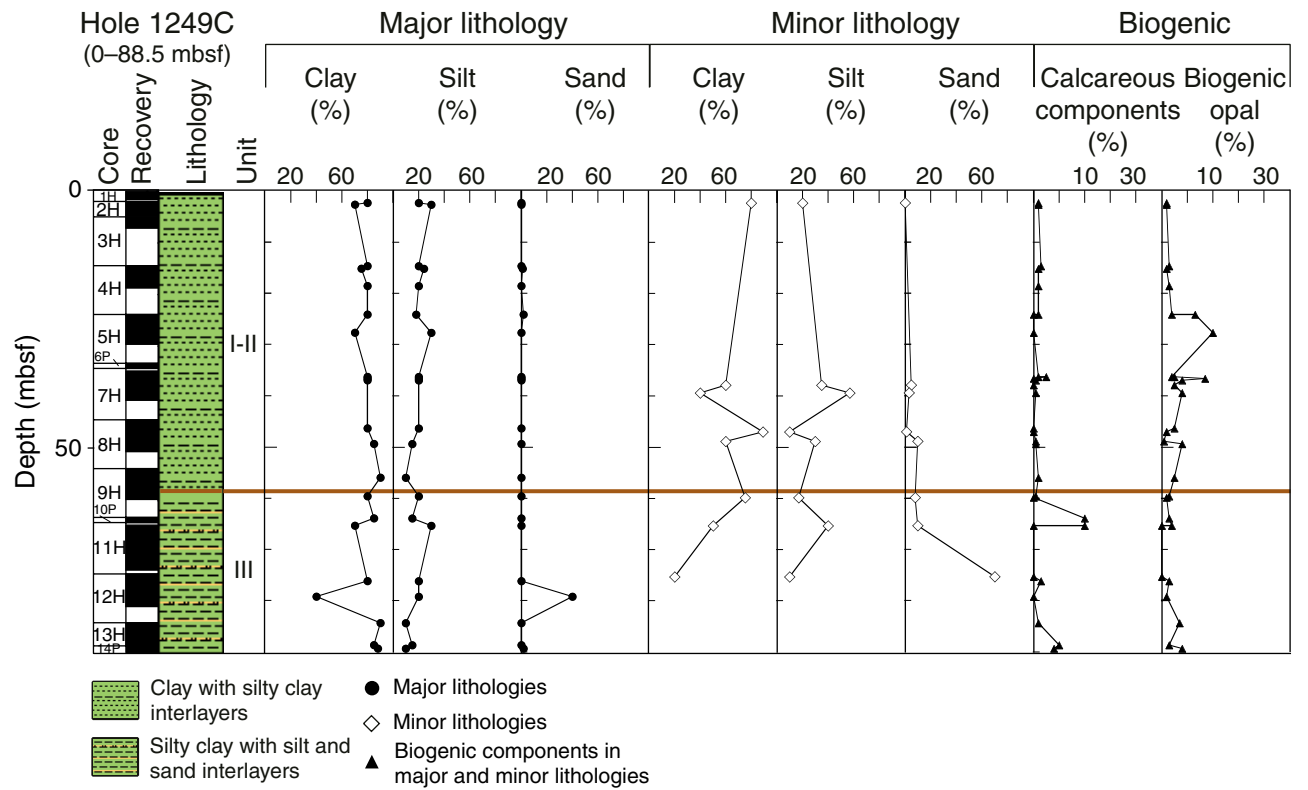 Hole 1249C
(0–88.5 mbsf)
Major lithology
Minor lithology
Biogenic
Core
Recovery
Lithology
Unit
Clay
(%)
Silt
(%)
Sand
(%)
Clay
(%)
Silt
(%)
Sand
(%)
Calcareous
components
(%)
Biogenic
opal
(%)
20 60 20 60 20 60 20 60 20 60 20 60 10 30 10 30
Depth (mbsf)
0
50
1H
2H
3H
4H
5H
6P
7H
8H
9H
10P
11H
12H
13H
14P
I-II
III
Clay with silty clay
interlayers
Silty clay with silt and
sand interlayers
Major lithologies
Minor lithologies
Biogenic components in
major and minor lithologies